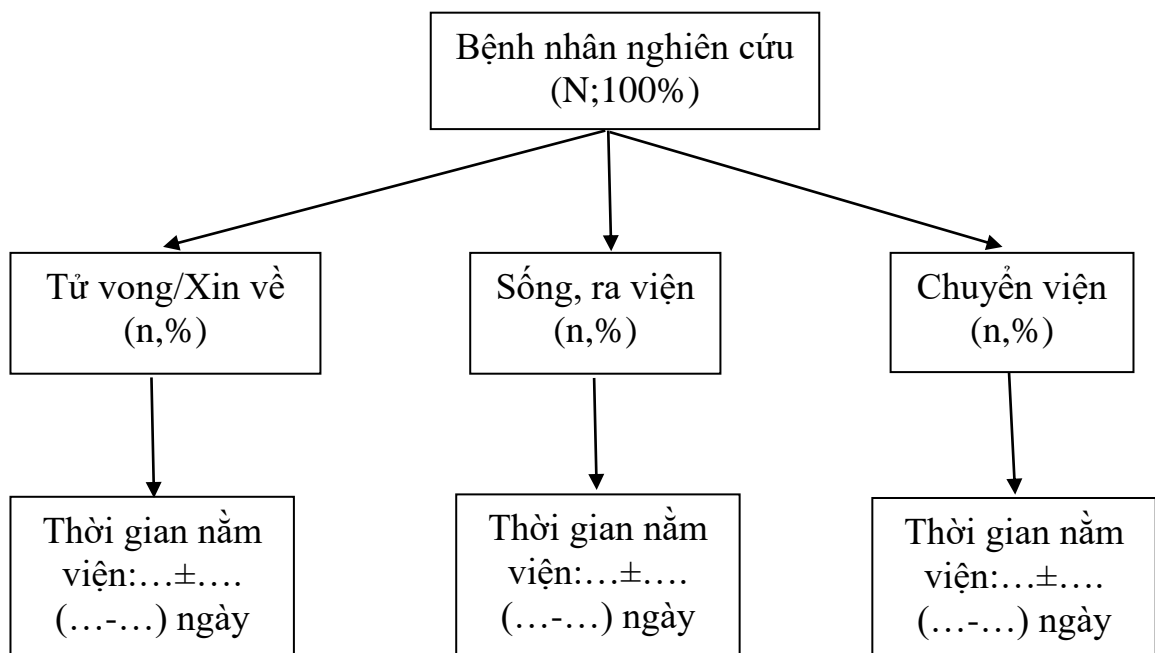 Bệnh nhân nghiên cứu
(N;100%)
Tử vong/Xin về
(n,%)
Sống, ra viện
(n,%)
Chuyển viện
(n,%)
Thời gian nằm
viện:…±….
(…-…) ngày
Thời gian nằm
viện:…±….
(…-…) ngày
Thời gian nằm
viện:…±….
(…-…) ngày